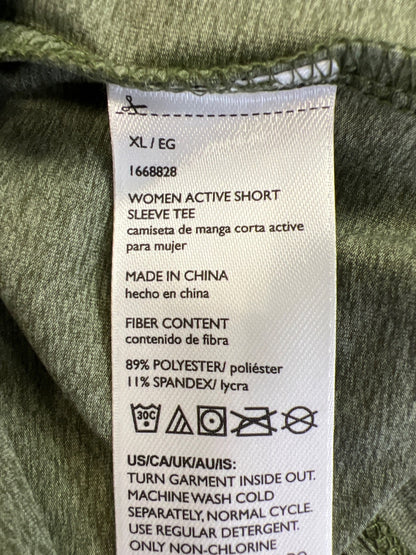 XL / EG
1668828
WOMEN ACTIVE SHORT
SLEEVE TEE
camiseta de manga corta active
para mujer
MADE IN CHINA
hecho en china
FIBER CONTENT
contenido de fibra
89% POLYESTER/ poliéster
11% SPANDEX/ lycra
30C
US/CA/UK/AU/IS:
TURN GARMENT INSIDE OUT.
MACHINE WASH COLD
SEPARATELY, NORMAL CYCLE.
USE REGULAR DETERGENT.
ONLY NON-CHLORINE